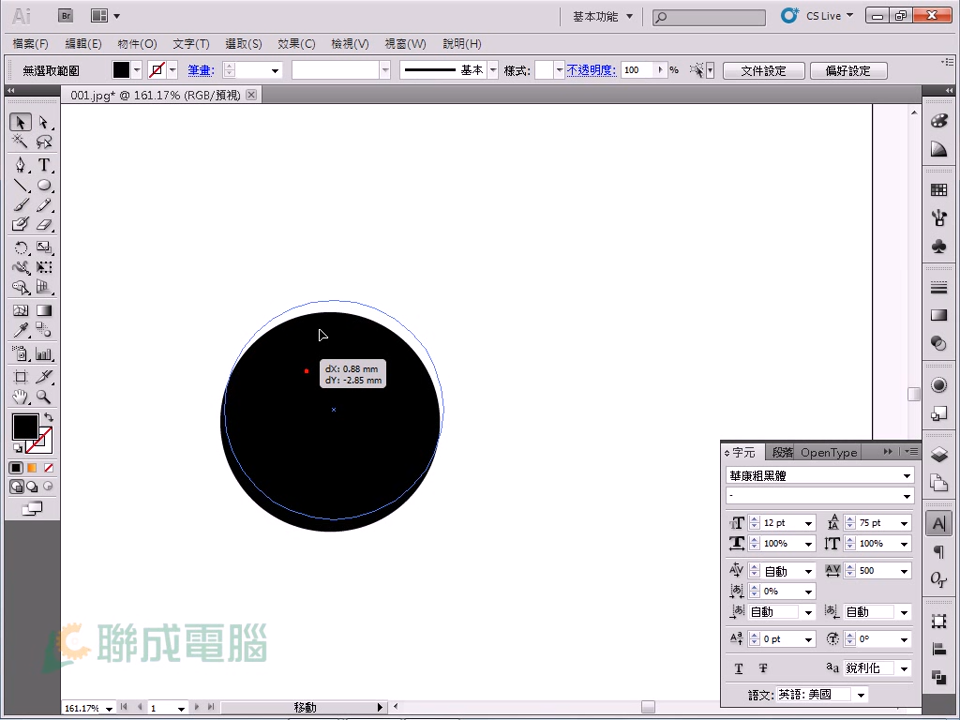 Ai Br 基本功能 CS Live
檔案(F) 編輯(E) 物件(O) 文字(T) 選取(S) 效果(C) 檢視(V) 視窗(W) 說明(H)
無選取範圍 筆畫: 基本 樣式: 不透明度: 100 % 文件設定 偏好設定
001.jpg* @ 161.17% (RGB/預視)
dX: 0.88 mm
dY: -2.85 mm
字元 段落 OpenType
華康粗黑體
-
12 pt 75 pt
100% 100%
自動 500
0%
自動 自動
0 pt 0°
T T aa 銳利化
語文: 英語: 美國
聯成電腦
161.17% 1 移動